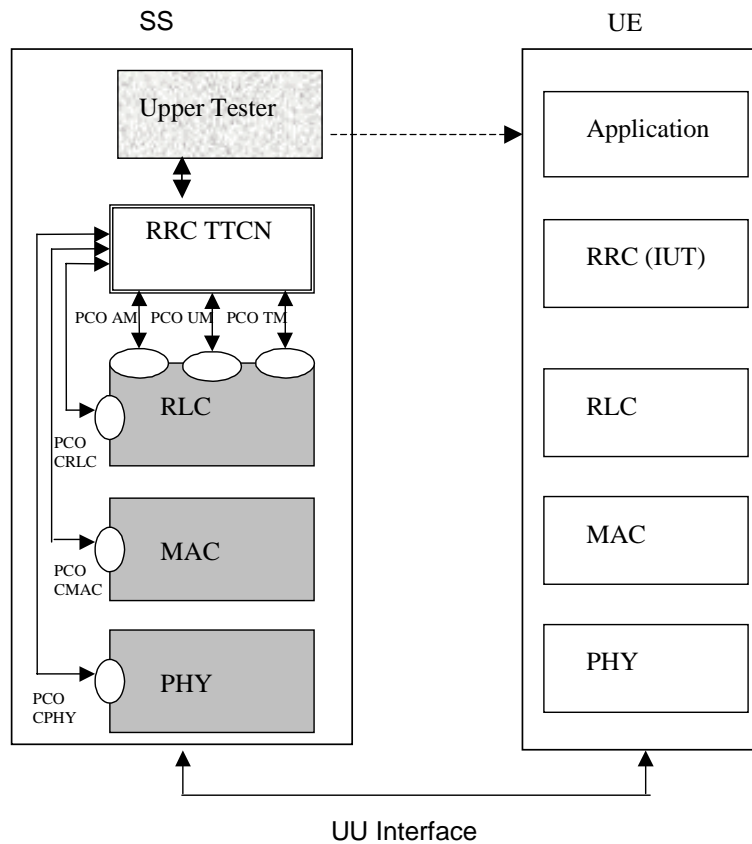 SS
UE
Upper Tester
Application
RRC TTCN
RRC (IUT)
PCO AM
PCO UM
PCO TM
RLC
RLC
PCO
CRLC
MAC
MAC
PCO
CMAC
PHY
PHY
PCO
CPHY
UU Interface